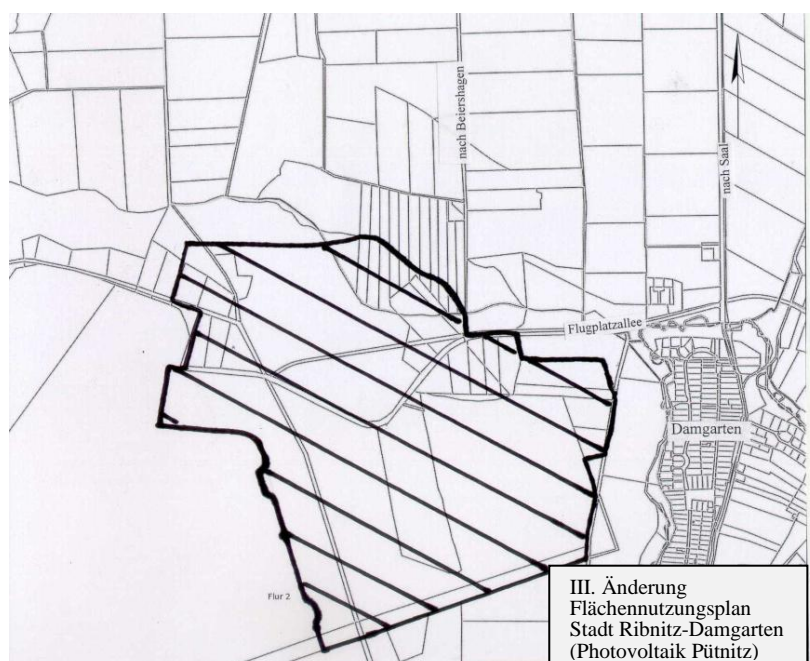 nach Beiershagen
nach Saal
Flugplatzallee
Damgarten
Flur 2
III. Änderung
Flächennutzungsplan
Stadt Ribnitz-Damgarten
(Photovoltaik Pütnitz)